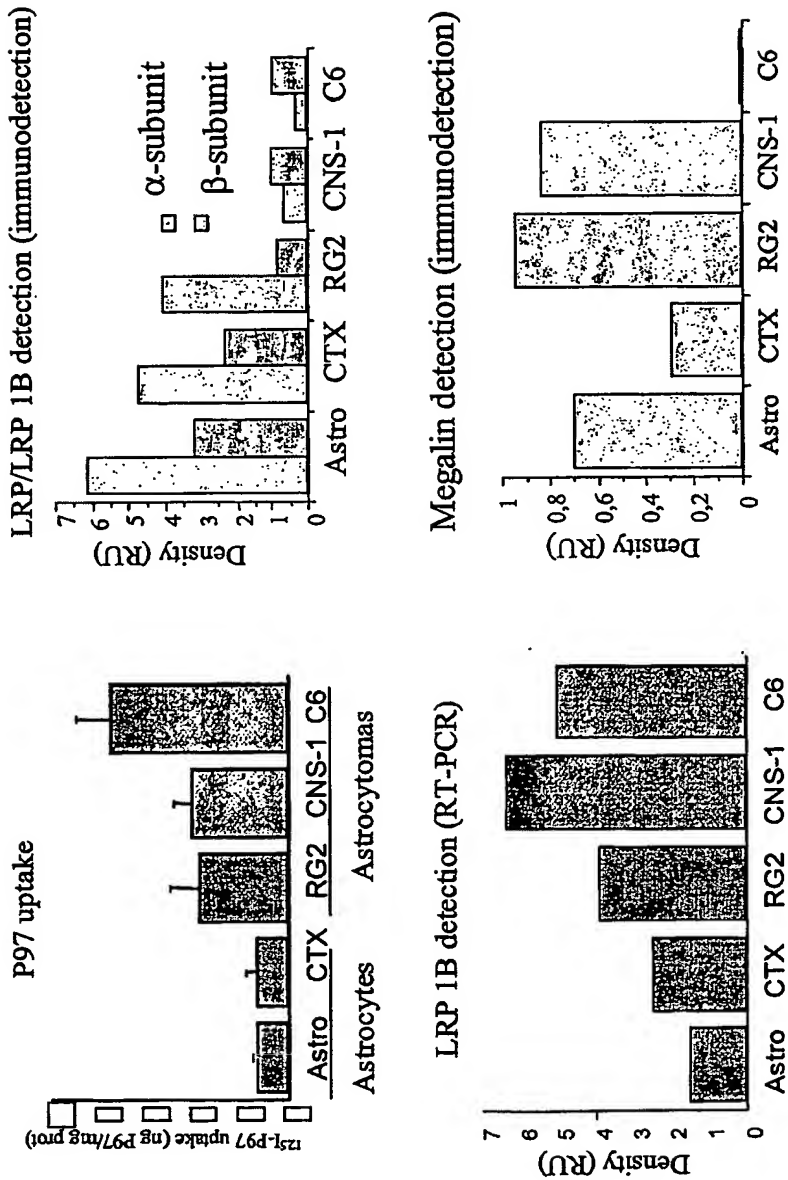 P97 uptake
¹²⁵I-P97 uptake (ng P97/mg prot)
Astro CTX RG2 CNS-1 C6
Astrocytes Astrocytomas
LRP/LRP 1B detection (immunodetection)
Density (RU)
7
6
5
4
3
2
1
0
α-subunit
β-subunit
Astro CTX RG2 CNS-1 C6
LRP 1B detection (RT-PCR)
Density (RU)
7
6
5
4
2
1
0
Astro CTX RG2 CNS-1 C6
Megalin detection (immunodetection)
Density (RU)
1
0,8
0,6
0,4
0,2
0
Astro CTX RG2 CNS-1 C6